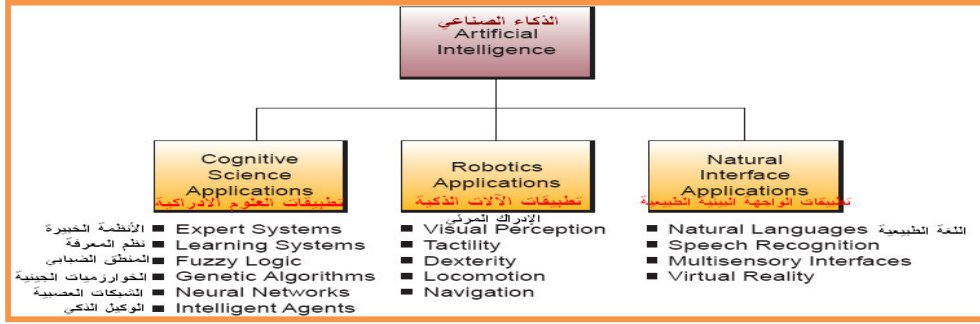 الذكاء الصناعي
Artificial
Intelligence
Cognitive
Science
Applications
تطبيقات العلوم الادراكية
Robotics
Applications
تطبيقات الآلات الذكية
Natural
Interface
Applications
تطبيقات الواجهة البينية الطبيعية
الأنظمة الخبيرة ■ Expert Systems
نظم المعرفة ■ Learning Systems
المنطق الضبابي ■ Fuzzy Logic
الخوارزميات الجينية ■ Genetic Algorithms
الشبكات العصبية ■ Neural Networks
الوكيل الذكي ■ Intelligent Agents
الإدراك المرئي
■ Visual Perception
■ Tactility
■ Dexterity
■ Locomotion
■ Navigation
■ Natural Languages اللغة الطبيعية
■ Speech Recognition
■ Multisensory Interfaces
■ Virtual Reality